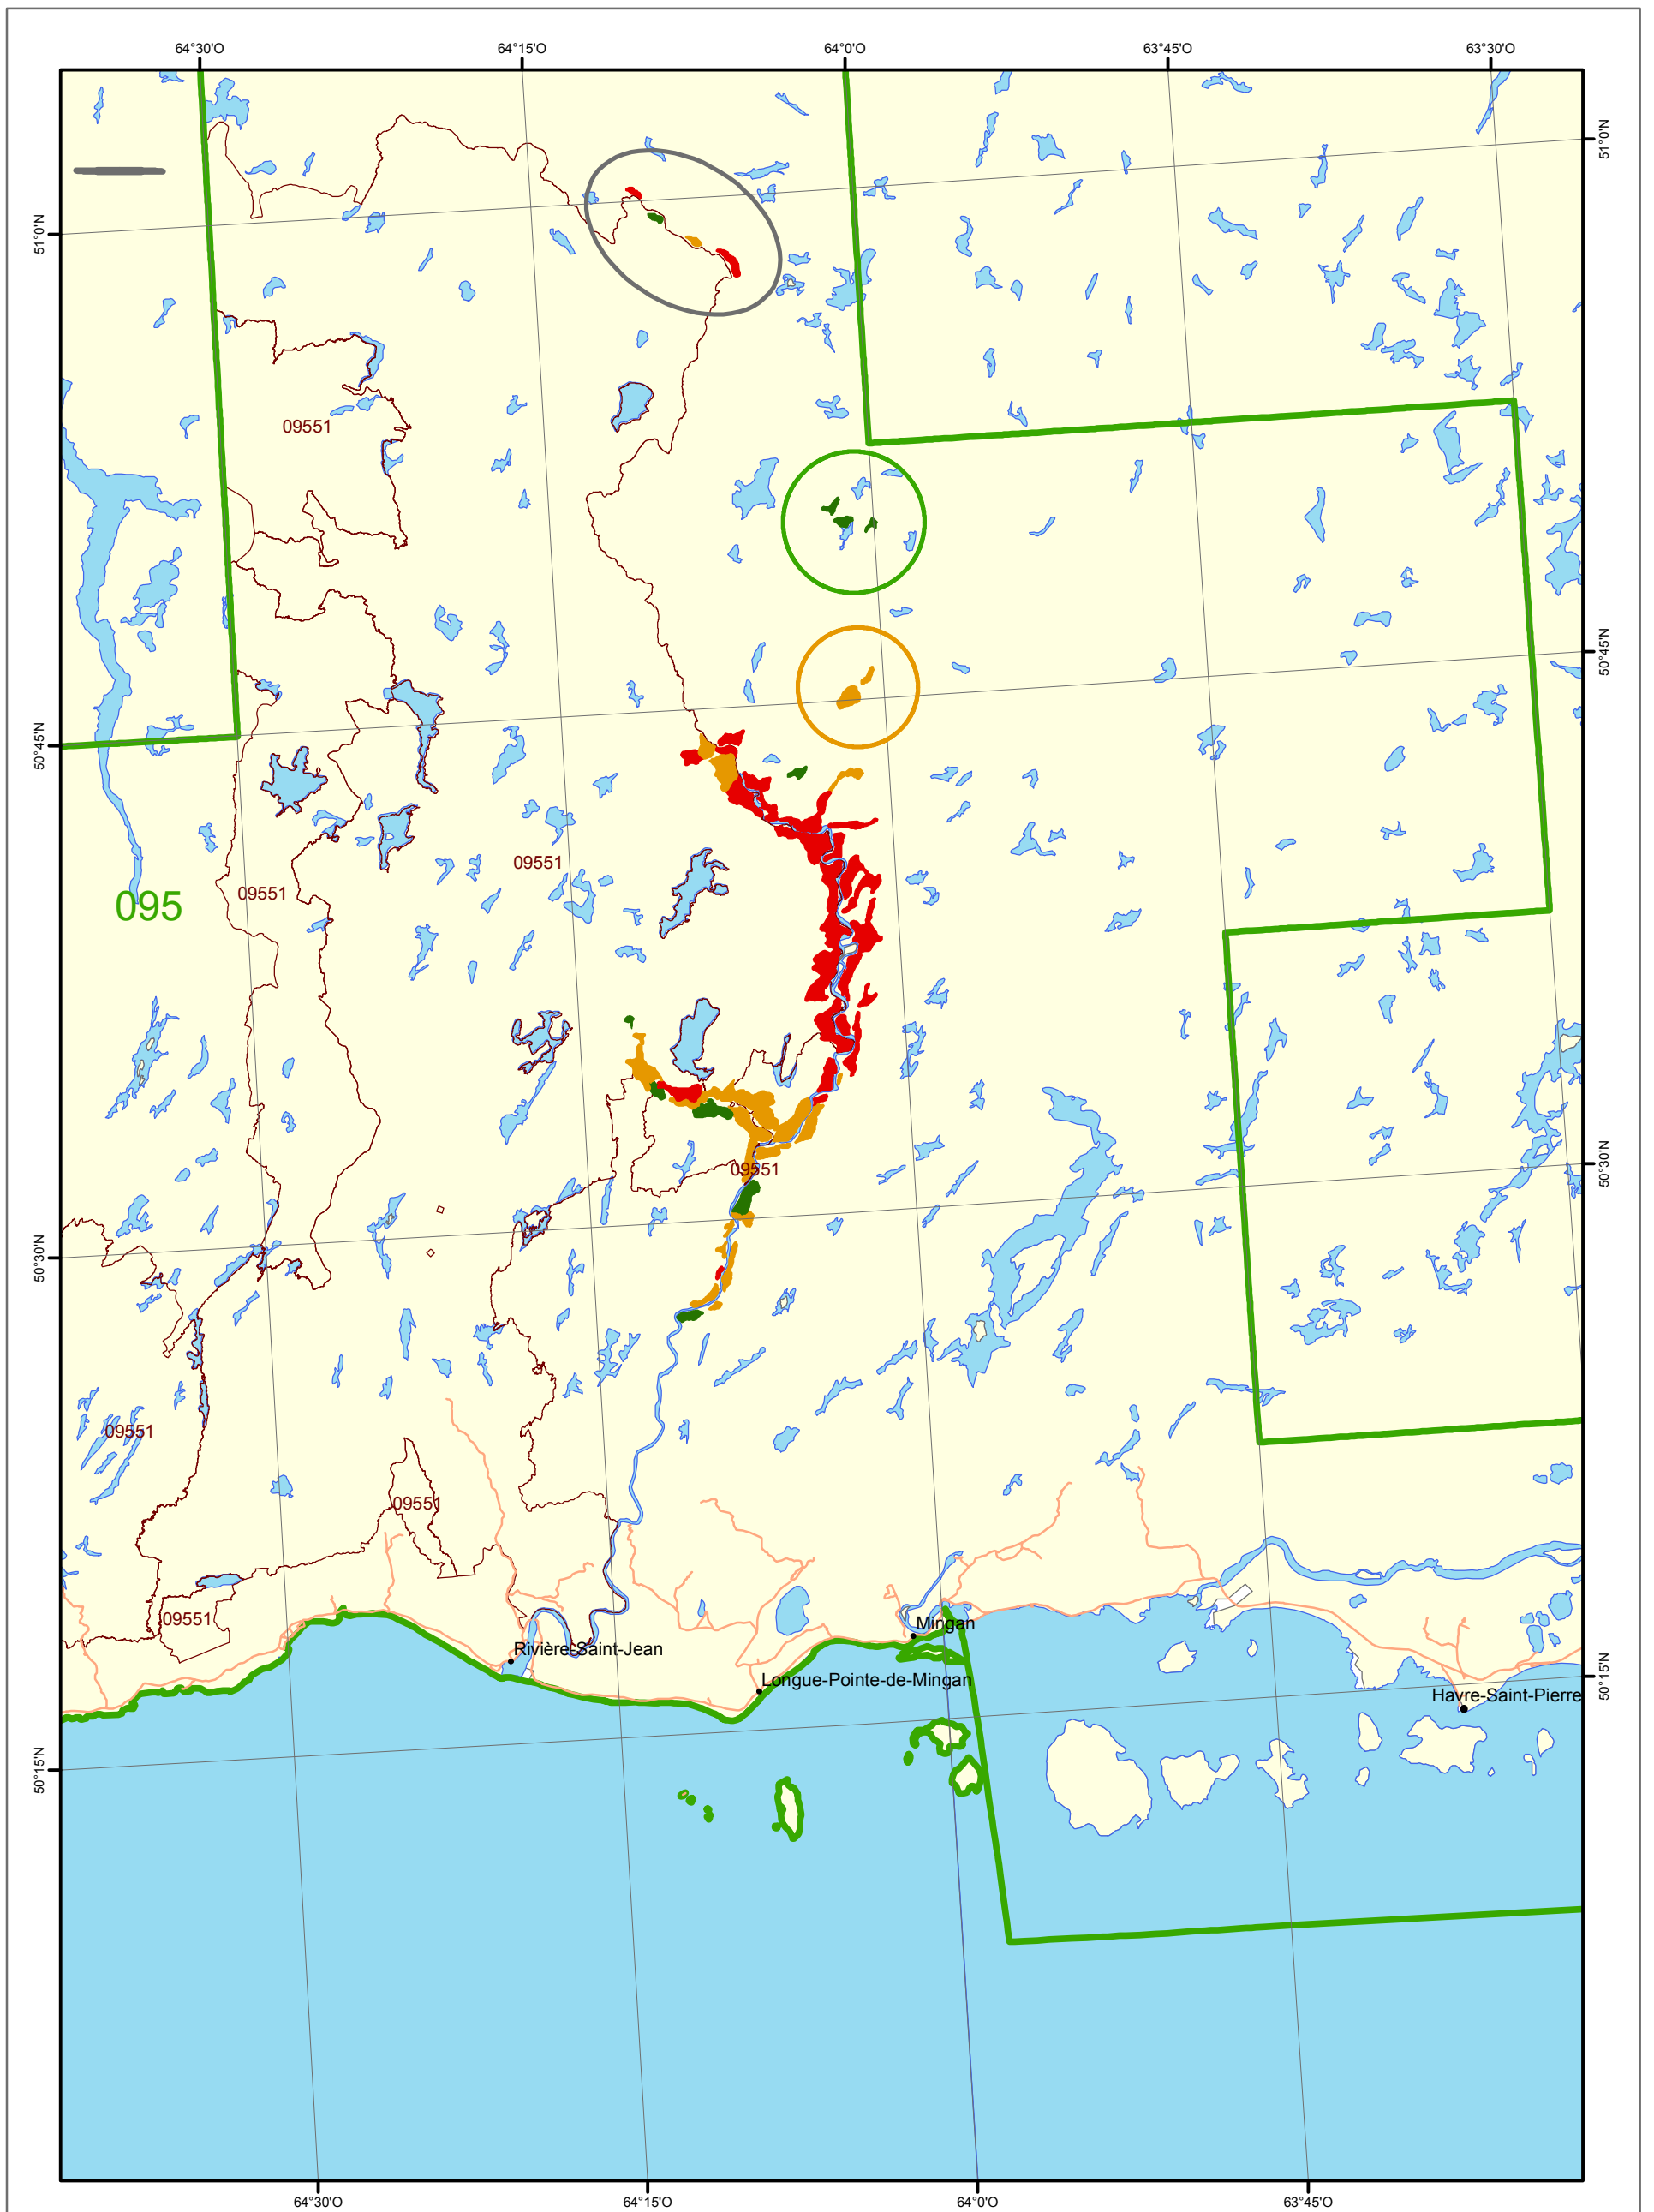 64°30'O 64°15'O 64°0'O 63°45'O 63°30'O
51°0'N
51°0'N
09551
50°45'N
50°45'N
09551
09551
095
50°30'N
09551
50°30'N
09551
09551
09551
Mingan
Rivière-Saint-Jean
Longue-Pointe-de-Mingan
50°15'N
Havre-Saint-Pierre
50°15'N
64°30'O 64°15'O 64°0'O 63°45'O